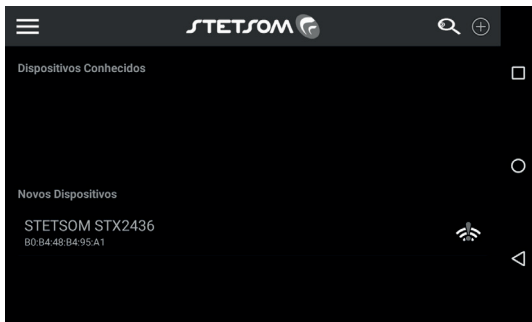 STETSOM
Dispositivos Conhecidos
Novos Dispositivos
STETSOM STX2436
B0:B4:48:B4:95:A1